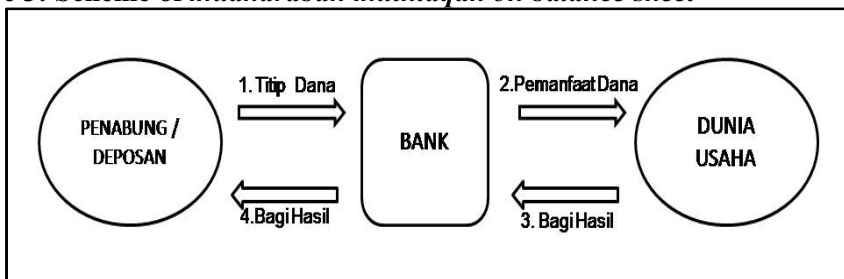 1. Titip Dana
2.Pemanfaat Dana
PENABUNG /
DEPOSAN
BANK
DUNIA
USAHA
4.Bagi Hasil
3. Bagi Hasil